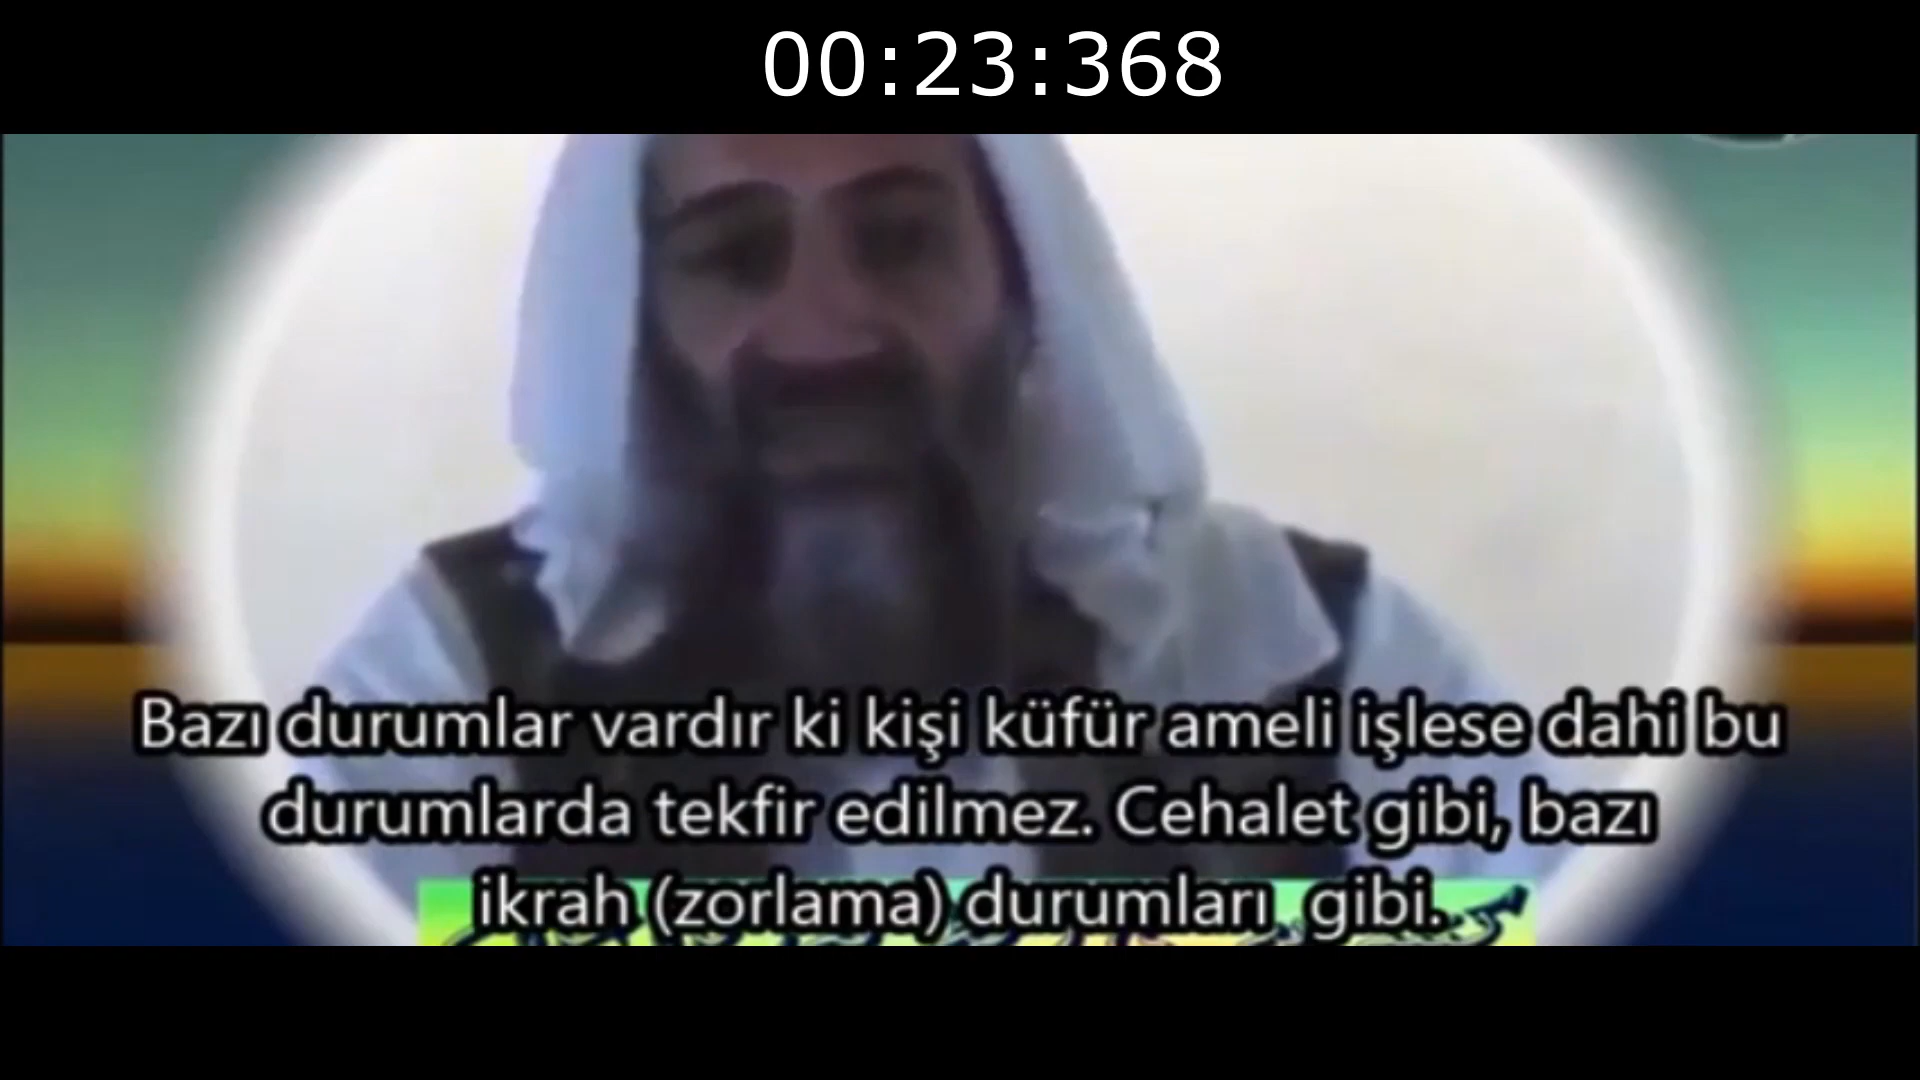 00:23:368
Bazı durumlar vardır ki kişi küfür ameli işlese dahi bu
durumlarda tekfir edilmez. Cehalet gibi, bazı
ikrah (zorlama) durumları gibi.